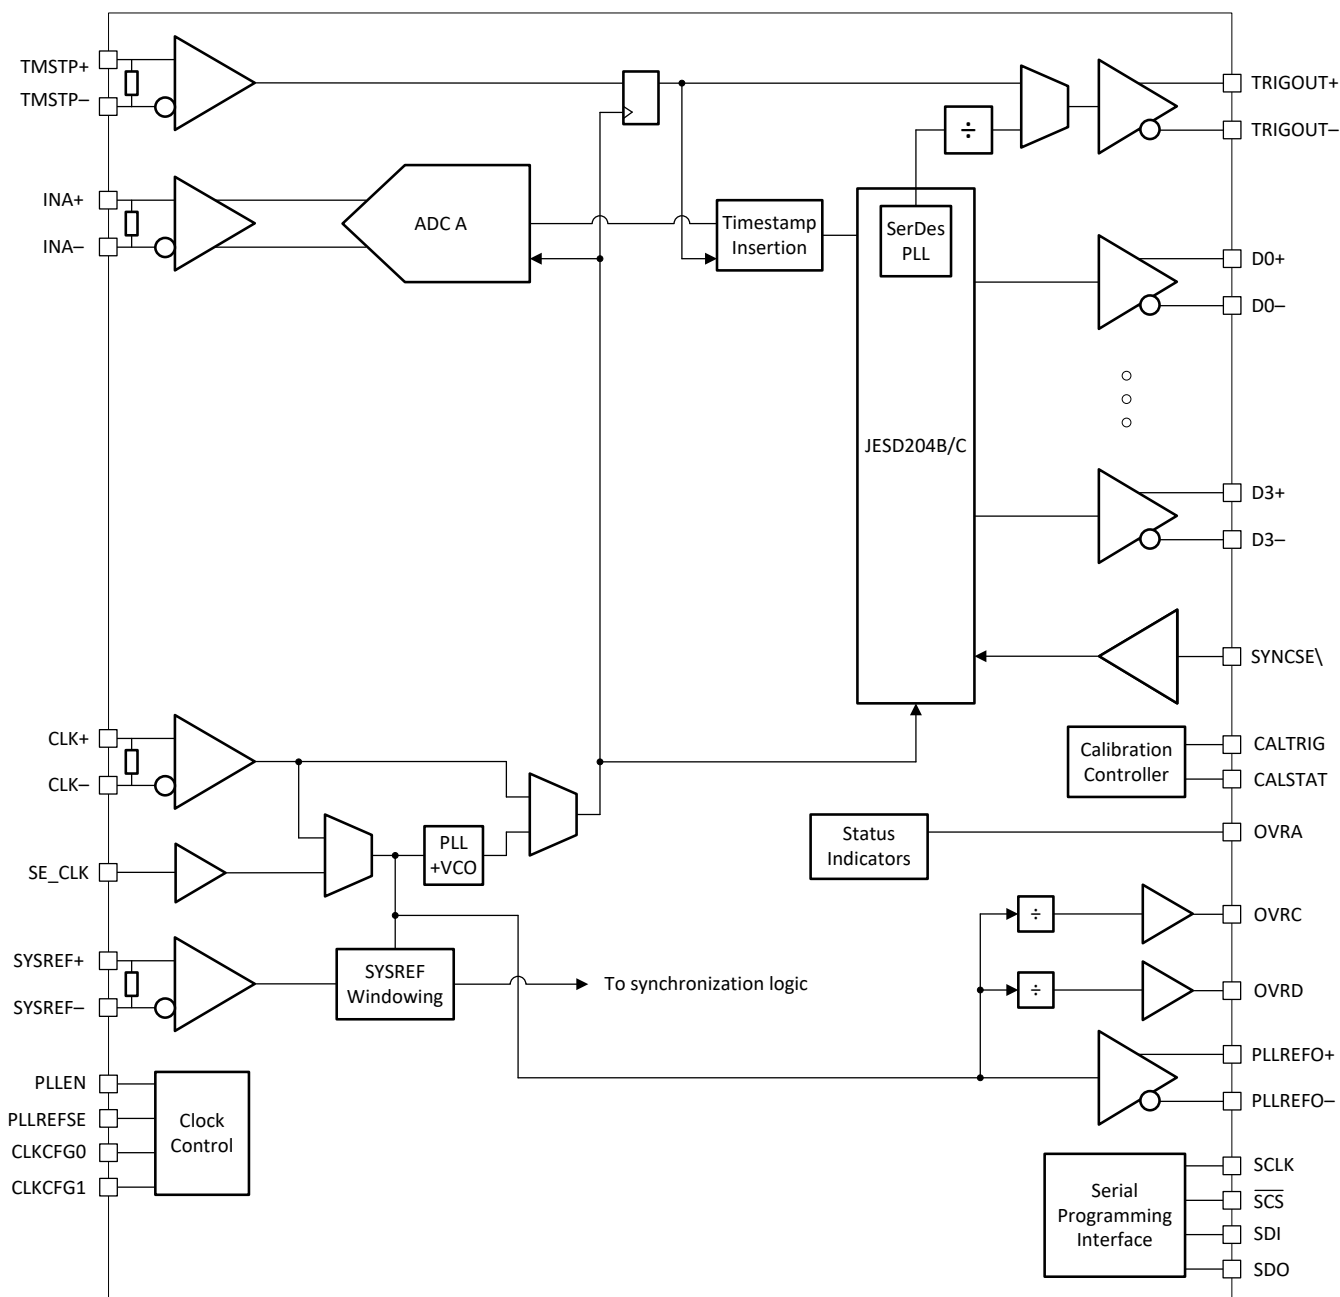 TMSTP+
TMSTP–
INA+
INA–
ADC A
Timestamp
Insertion
SerDes
PLL
÷
TRIGOUT+
TRIGOUT–
D0+
D0–
JESD204B/C
D3+
D3–
SYNCSE\
CLK+
CLK–
SE_CLK
PLL
+VCO
Calibration
Controller
CALTRIG
CALSTAT
Status
Indicators
OVRA
SYSREF+
SYSREF–
SYSREF
Windowing
To synchronization logic
÷
OVRC
÷
OVRD
PLLREFO+
PLLREFO–
PLLEN
PLLREFSE
CLKCFG0
CLKCFG1
Clock
Control
Serial
Programming
Interface
SCLK
S̅C̅S̅
SDI
SDO